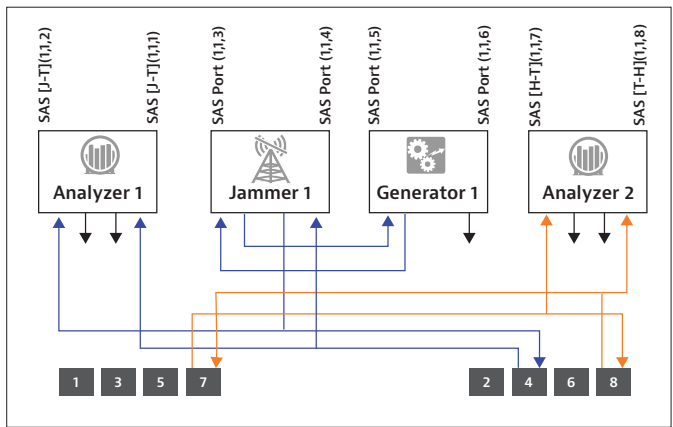 SAS [J-T](1,1,2)
SAS [J-T](1,1,1)
SAS Port (1,1,3)
SAS Port (1,1,4)
SAS Port (1,1,5)
SAS Port (1,1,6)
SAS [H-T](1,1,7)
SAS [T-H](1,1,8)
Analyzer 1
Jammer 1
Generator 1
Analyzer 2
1 3 5 7 2 4 6 8